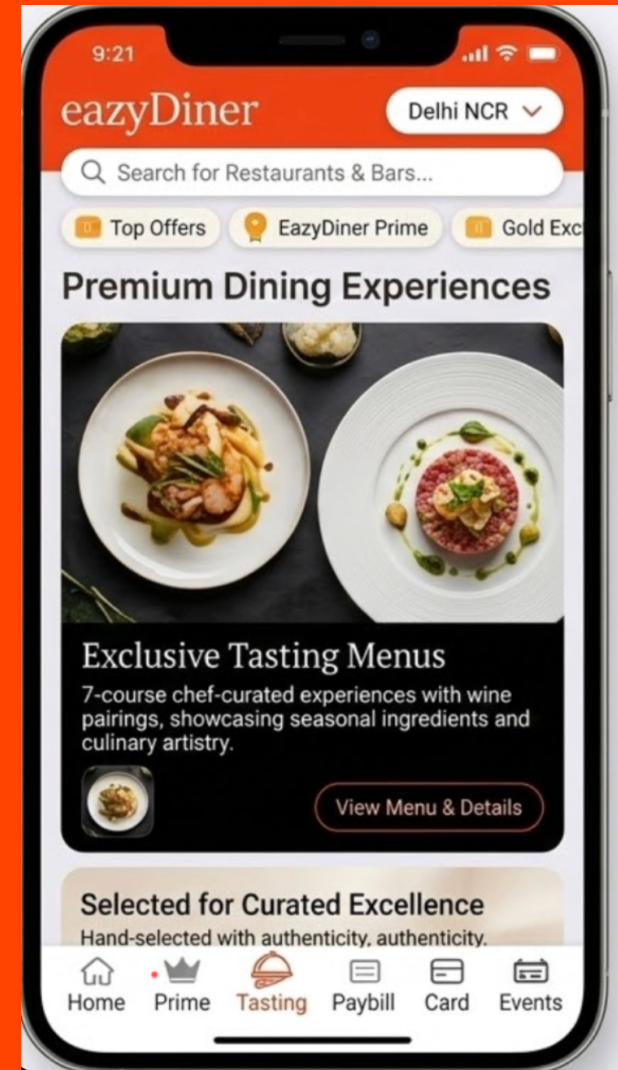 9:21
eazyDiner
Delhi NCR
Search for Restaurants & Bars...
Top Offers
EazyDiner Prime
Gold Exc
Premium Dining Experiences
Exclusive Tasting Menus
7-course chef-curated experiences with wine
pairings, showcasing seasonal ingredients and
culinary artistry.
View Menu & Details
Selected for Curated Excellence
Hand-selected with authenticity, authenticity.
Home Prime Tasting Paybill Card Events